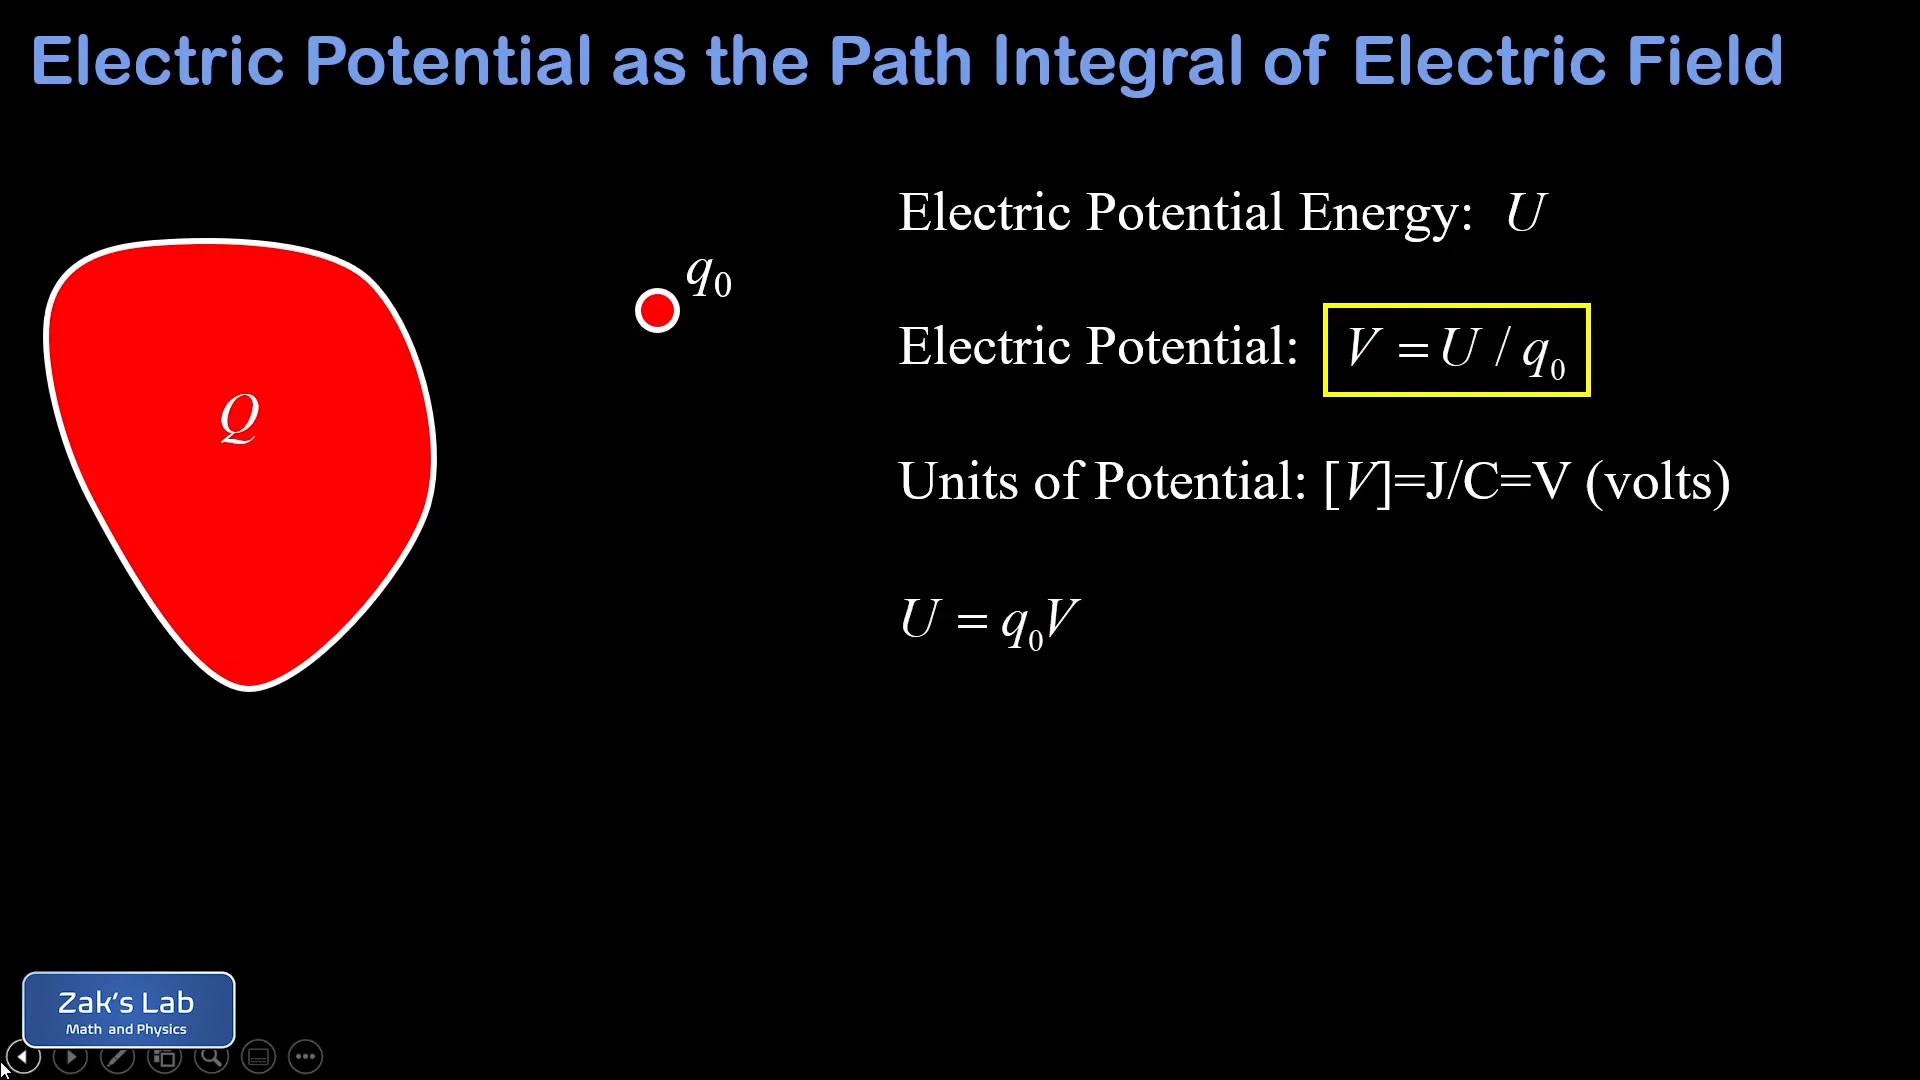 Electric Potential as the Path Integral of Electric Field
Electric Potential Energy: U
q₀
Electric Potential: V = U / q₀
Q
Units of Potential: [V]=J/C=V (volts)
U = q₀V
Zak's Lab
Math and Physics